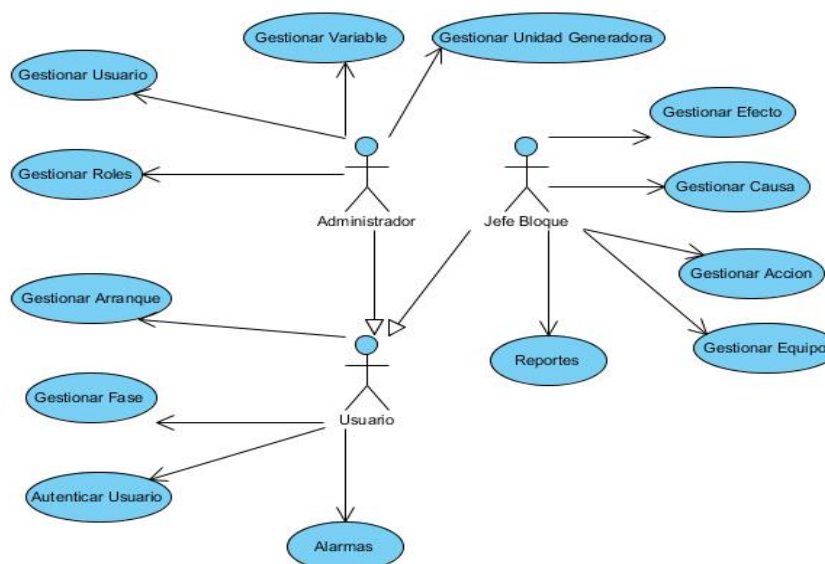 Gestionar Variable
Gestionar Unidad Generadora
Gestionar Usuario
Gestionar Efecto
Gestionar Roles
Gestionar Causa
Administrador
Jefe Bloque
Gestionar Accion
Gestionar Arranque
Gestionar Equipo
Reportes
Gestionar Fase
Usuario
Autenticar Usuario
Alarmas